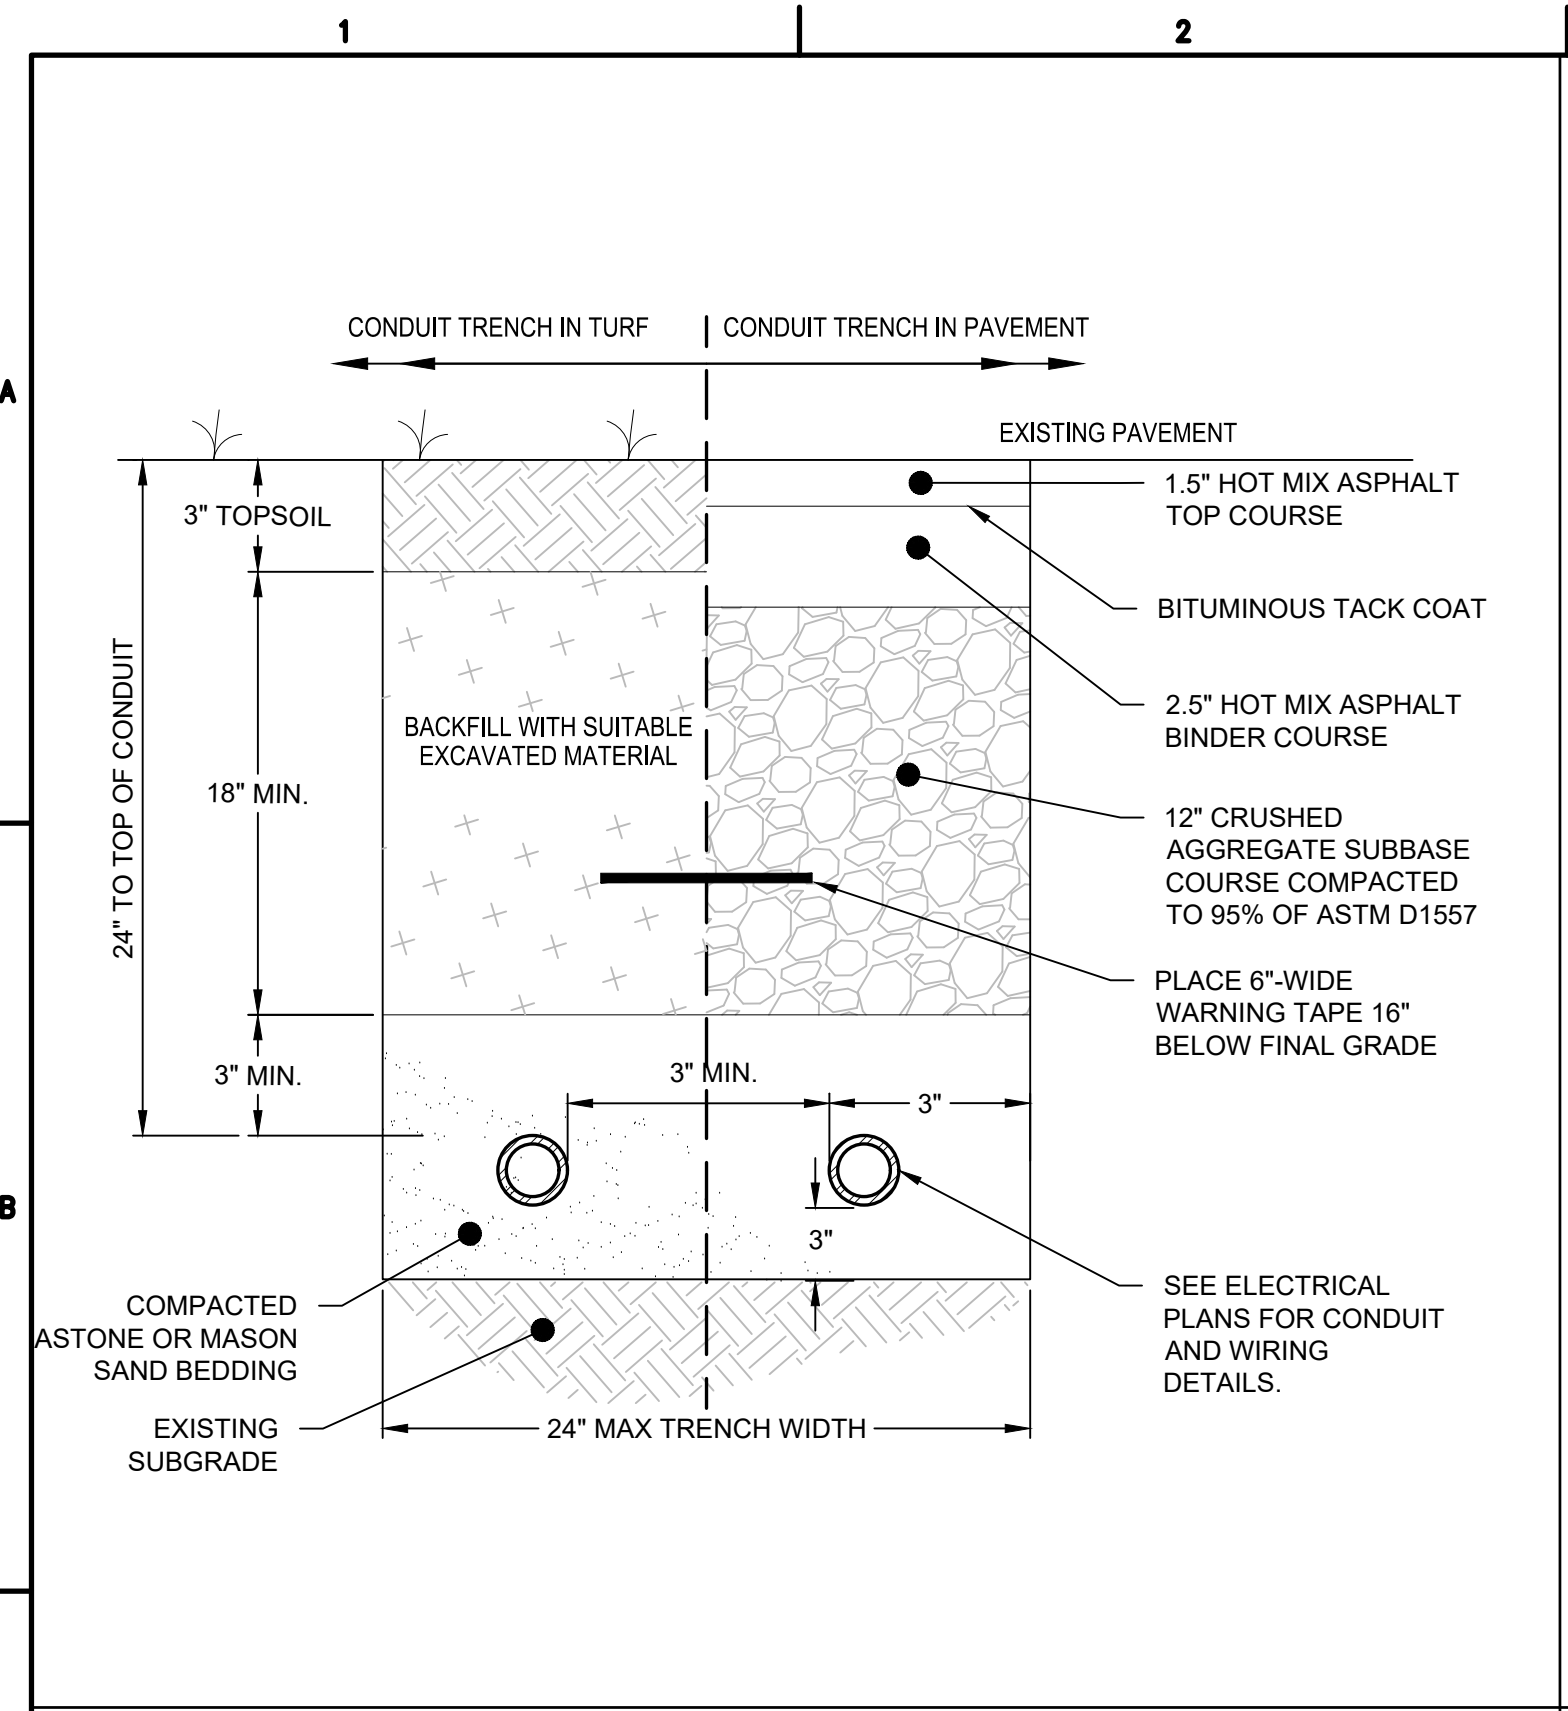 1
2
CONDUIT TRENCH IN TURF
CONDUIT TRENCH IN PAVEMENT
A
EXISTING PAVEMENT
1.5" HOT MIX ASPHALT
TOP COURSE
3" TOPSOIL
BITUMINOUS TACK COAT
24" TO TOP OF CONDUIT
2.5" HOT MIX ASPHALT
BINDER COURSE
BACKFILL WITH SUITABLE
EXCAVATED MATERIAL
18" MIN.
12" CRUSHED
AGGREGATE SUBBASE
COURSE COMPACTED
TO 95% OF ASTM D1557
PLACE 6"-WIDE
WARNING TAPE 16"
BELOW FINAL GRADE
3" MIN.
3" MIN.
3"
B
3"
COMPACTED
ASTONE OR MASON
SAND BEDDING
SEE ELECTRICAL
PLANS FOR CONDUIT
AND WIRING
DETAILS.
EXISTING
SUBGRADE
24" MAX TRENCH WIDTH